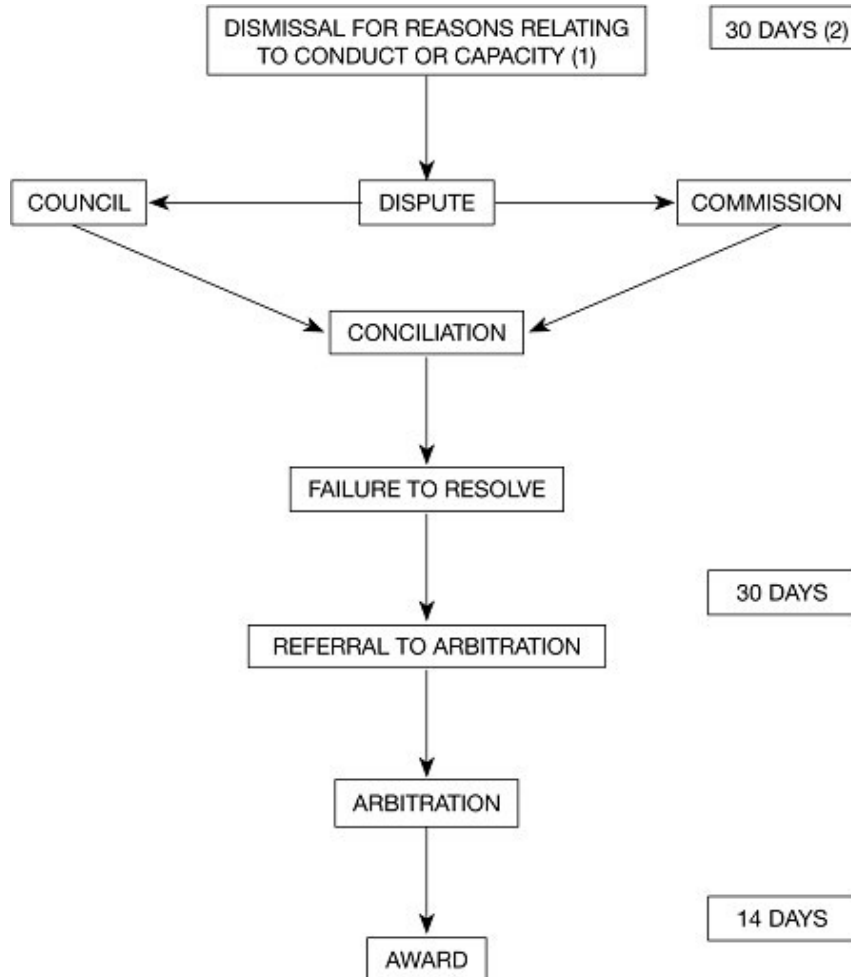 DISMISSAL FOR REASONS RELATING
TO CONDUCT OR CAPACITY (1)
30 DAYS (2)
COUNCIL
DISPUTE
COMMISSION
CONCILIATION
FAILURE TO RESOLVE
30 DAYS
REFERRAL TO ARBITRATION
ARBITRATION
14 DAYS
AWARD